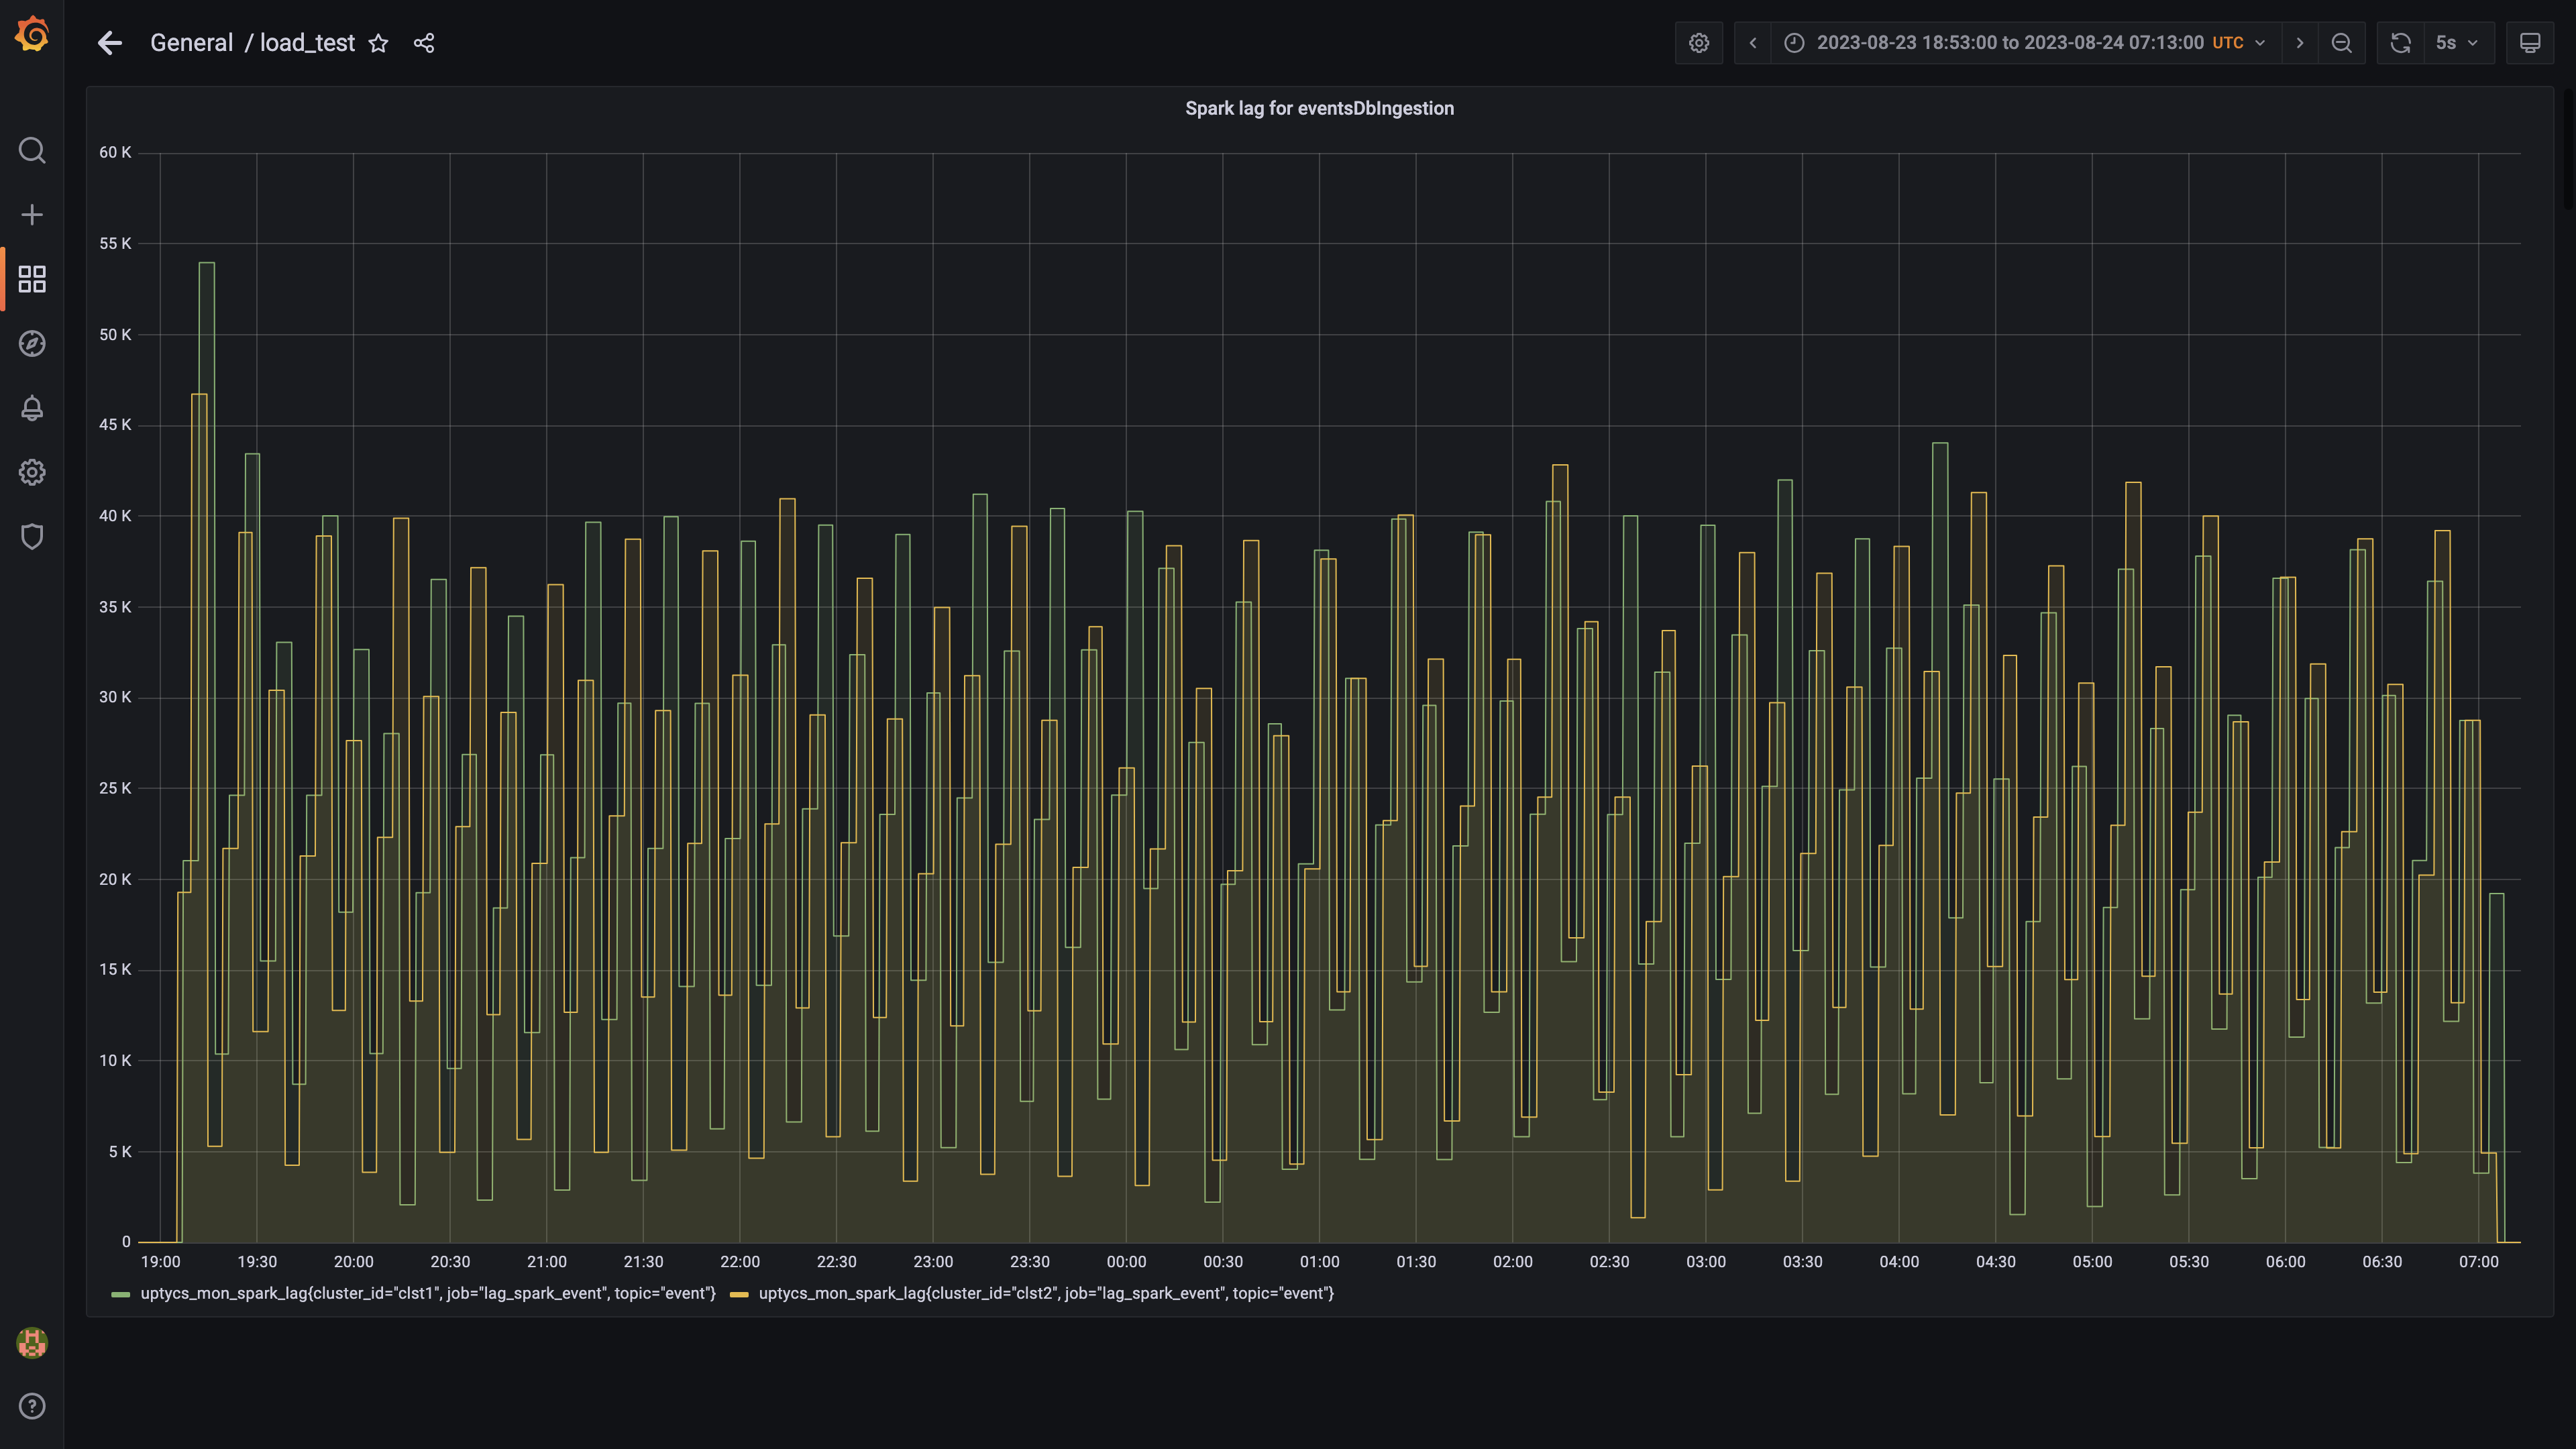 General / load_test
2023-08-23 18:53:00 to 2023-08-24 07:13:00 UTC
5s
Spark lag for eventsDbIngestion
60 K
55 K
50 K
45 K
40 K
35 K
30 K
25 K
20 K
15 K
10 K
5 K
0
19:00 19:30 20:00 20:30 21:00 21:30 22:00 22:30 23:00 23:30 00:00 00:30 01:00 01:30 02:00 02:30 03:00 03:30 04:00 04:30 05:00 05:30 06:00 06:30 07:00
uptycs_mon_spark_lag{cluster_id="clst1", job="lag_spark_event", topic="event"} uptycs_mon_spark_lag{cluster_id="clst2", job="lag_spark_event", topic="event"}